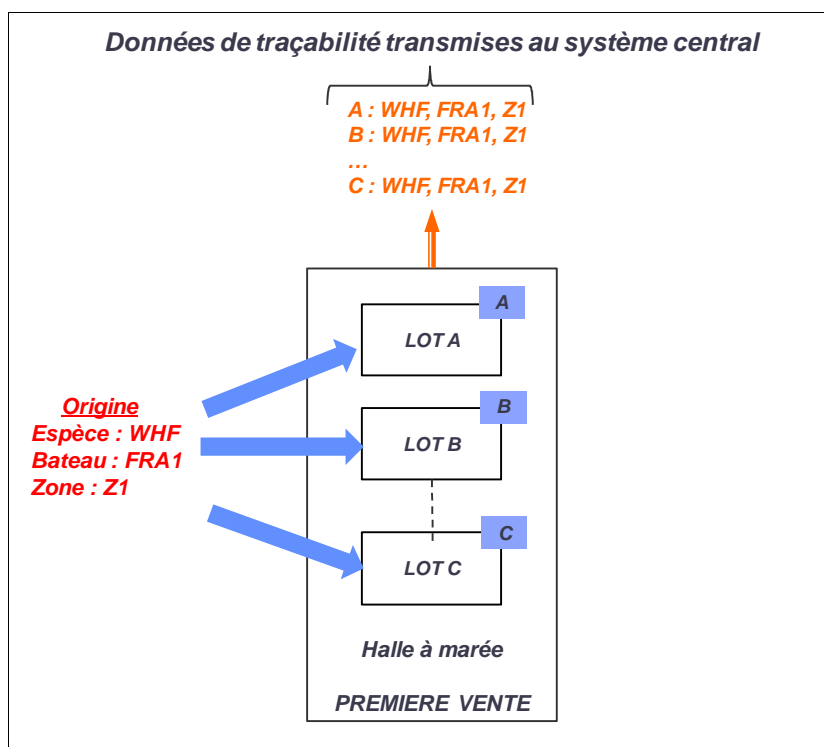 Données de traçabilité transmises au système central
A : WHF, FRA1, Z1
B : WHF, FRA1, Z1
…
C : WHF, FRA1, Z1
A
LOT A
Origine
Espèce : WHF
Bateau : FRA1
Zone : Z1
B
LOT B
C
LOT C
Halle à marée
PREMIERE VENTE